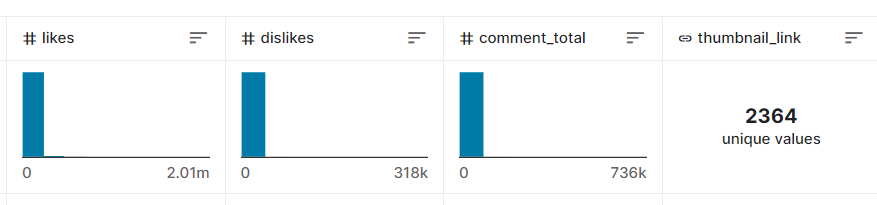 # likes
# dislikes
# comment_total
thumbnail_link
0 2.01m
0 318k
0 736k
2364
unique values